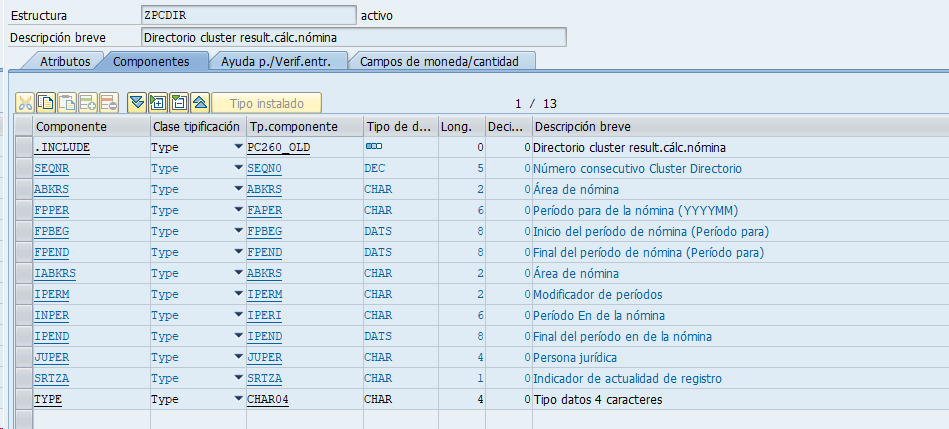 Estructura ZPCDIR activo
Descripción breve Directorio cluster result.cálc.nómina
Atributos Componentes Ayuda p./Verif.entr. Campos de moneda/cantidad
Tipo instalado 1 / 13
Componente Clase tipificación Tp.componente Tipo de d... Long. Deci... Descripción breve
.INCLUDE Type PC260_OLD 0 0 Directorio cluster result.cálc.nómina
SEQNR Type SEQN0 DEC 5 0 Número consecutivo Cluster Directorio
ABKRS Type ABKRS CHAR 2 0 Área de nómina
FPPER Type FAPER CHAR 6 0 Período para de la nómina (YYYYMM)
FPBEG Type FPBEG DATS 8 0 Inicio del período de nómina (Período para)
FPEND Type FPEND DATS 8 0 Final del período de nómina (Período para)
IABKRS Type ABKRS CHAR 2 0 Área de nómina
IPERM Type IPERM CHAR 2 0 Modificador de períodos
INPER Type IPERI CHAR 6 0 Período En de la nómina
IPEND Type IPEND DATS 8 0 Final del período en de la nómina
JUPER Type JUPER CHAR 4 0 Persona jurídica
SRTZA Type SRTZA CHAR 1 0 Indicador de actualidad de registro
TYPE Type CHAR04 CHAR 4 0 Tipo datos 4 caracteres